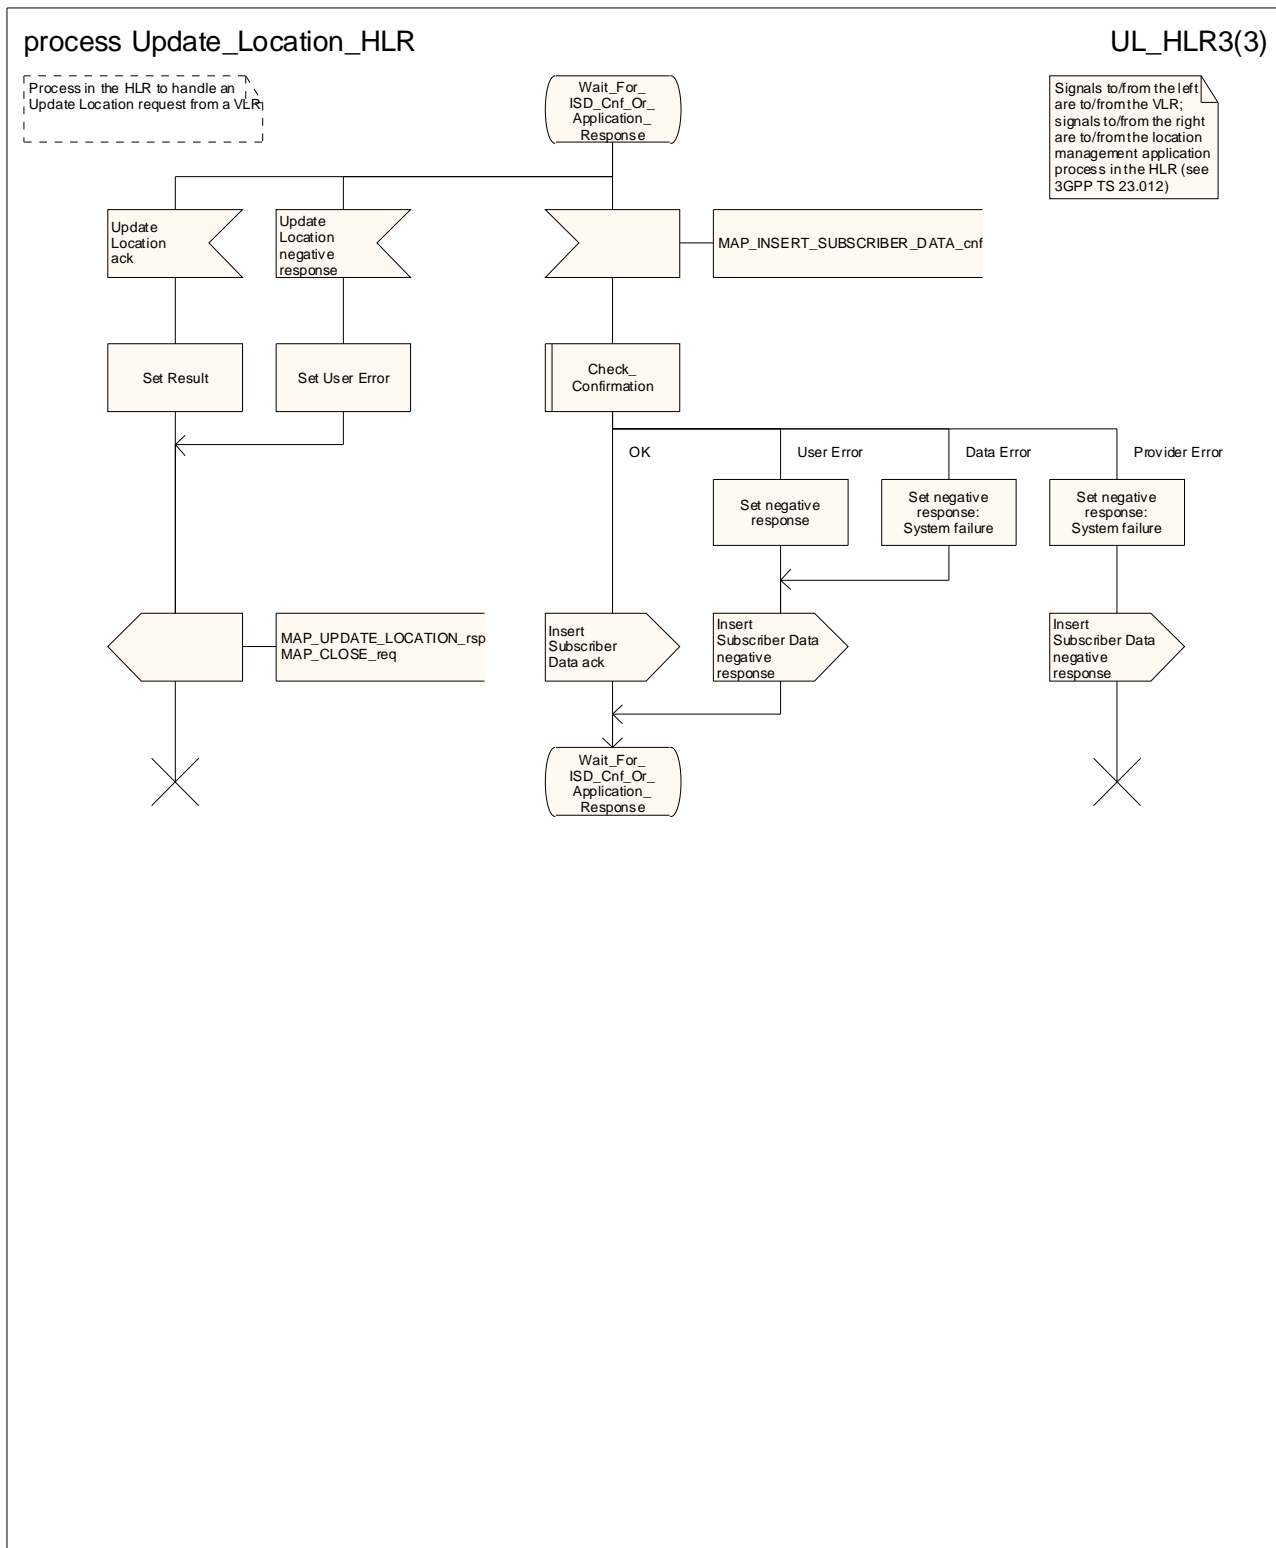 process Update_Location_HLR
UL_HLR3(3)
Process in the HLR to handle an
Update Location request from a VLR
Wait_For_
ISD_Cnf_Or_
Application_
Response
Signals to/from the left
are to/from the VLR;
signals to/from the right
are to/from the location
management application
process in the HLR (see
3GPP TS 23.012)
Update
Location
ack
Update
Location
negative
response
MAP_INSERT_SUBSCRIBER_DATA_cnf
Set Result
Set User Error
Check_
Confirmation
OK
User Error
Data Error
Provider Error
Set negative
response
Set negative
response:
System failure
Set negative
response:
System failure
MAP_UPDATE_LOCATION_rsp
MAP_CLOSE_req
Insert
Subscriber
Data ack
Insert
Subscriber Data
negative
response
Insert
Subscriber Data
negative
response
Wait_For_
ISD_Cnf_Or_
Application_
Response